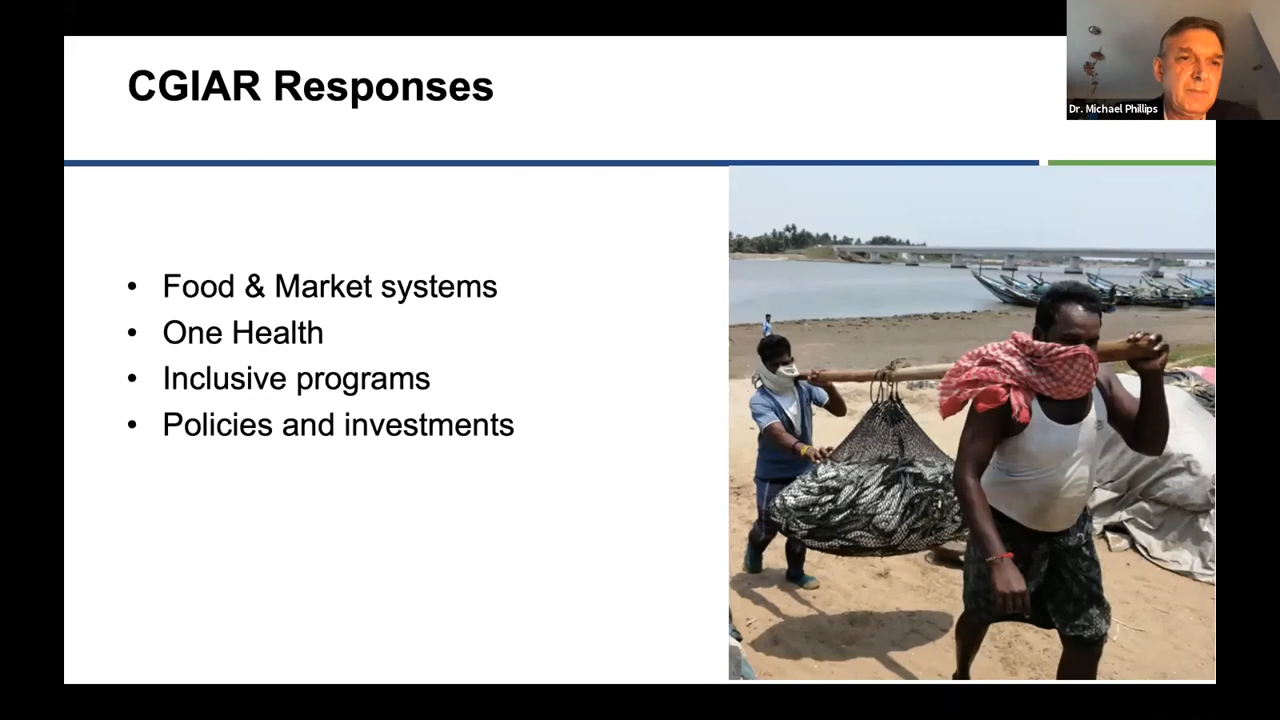 CGIAR Responses
Dr. Michael Phillips
• Food & Market systems
• One Health
• Inclusive programs
• Policies and investments